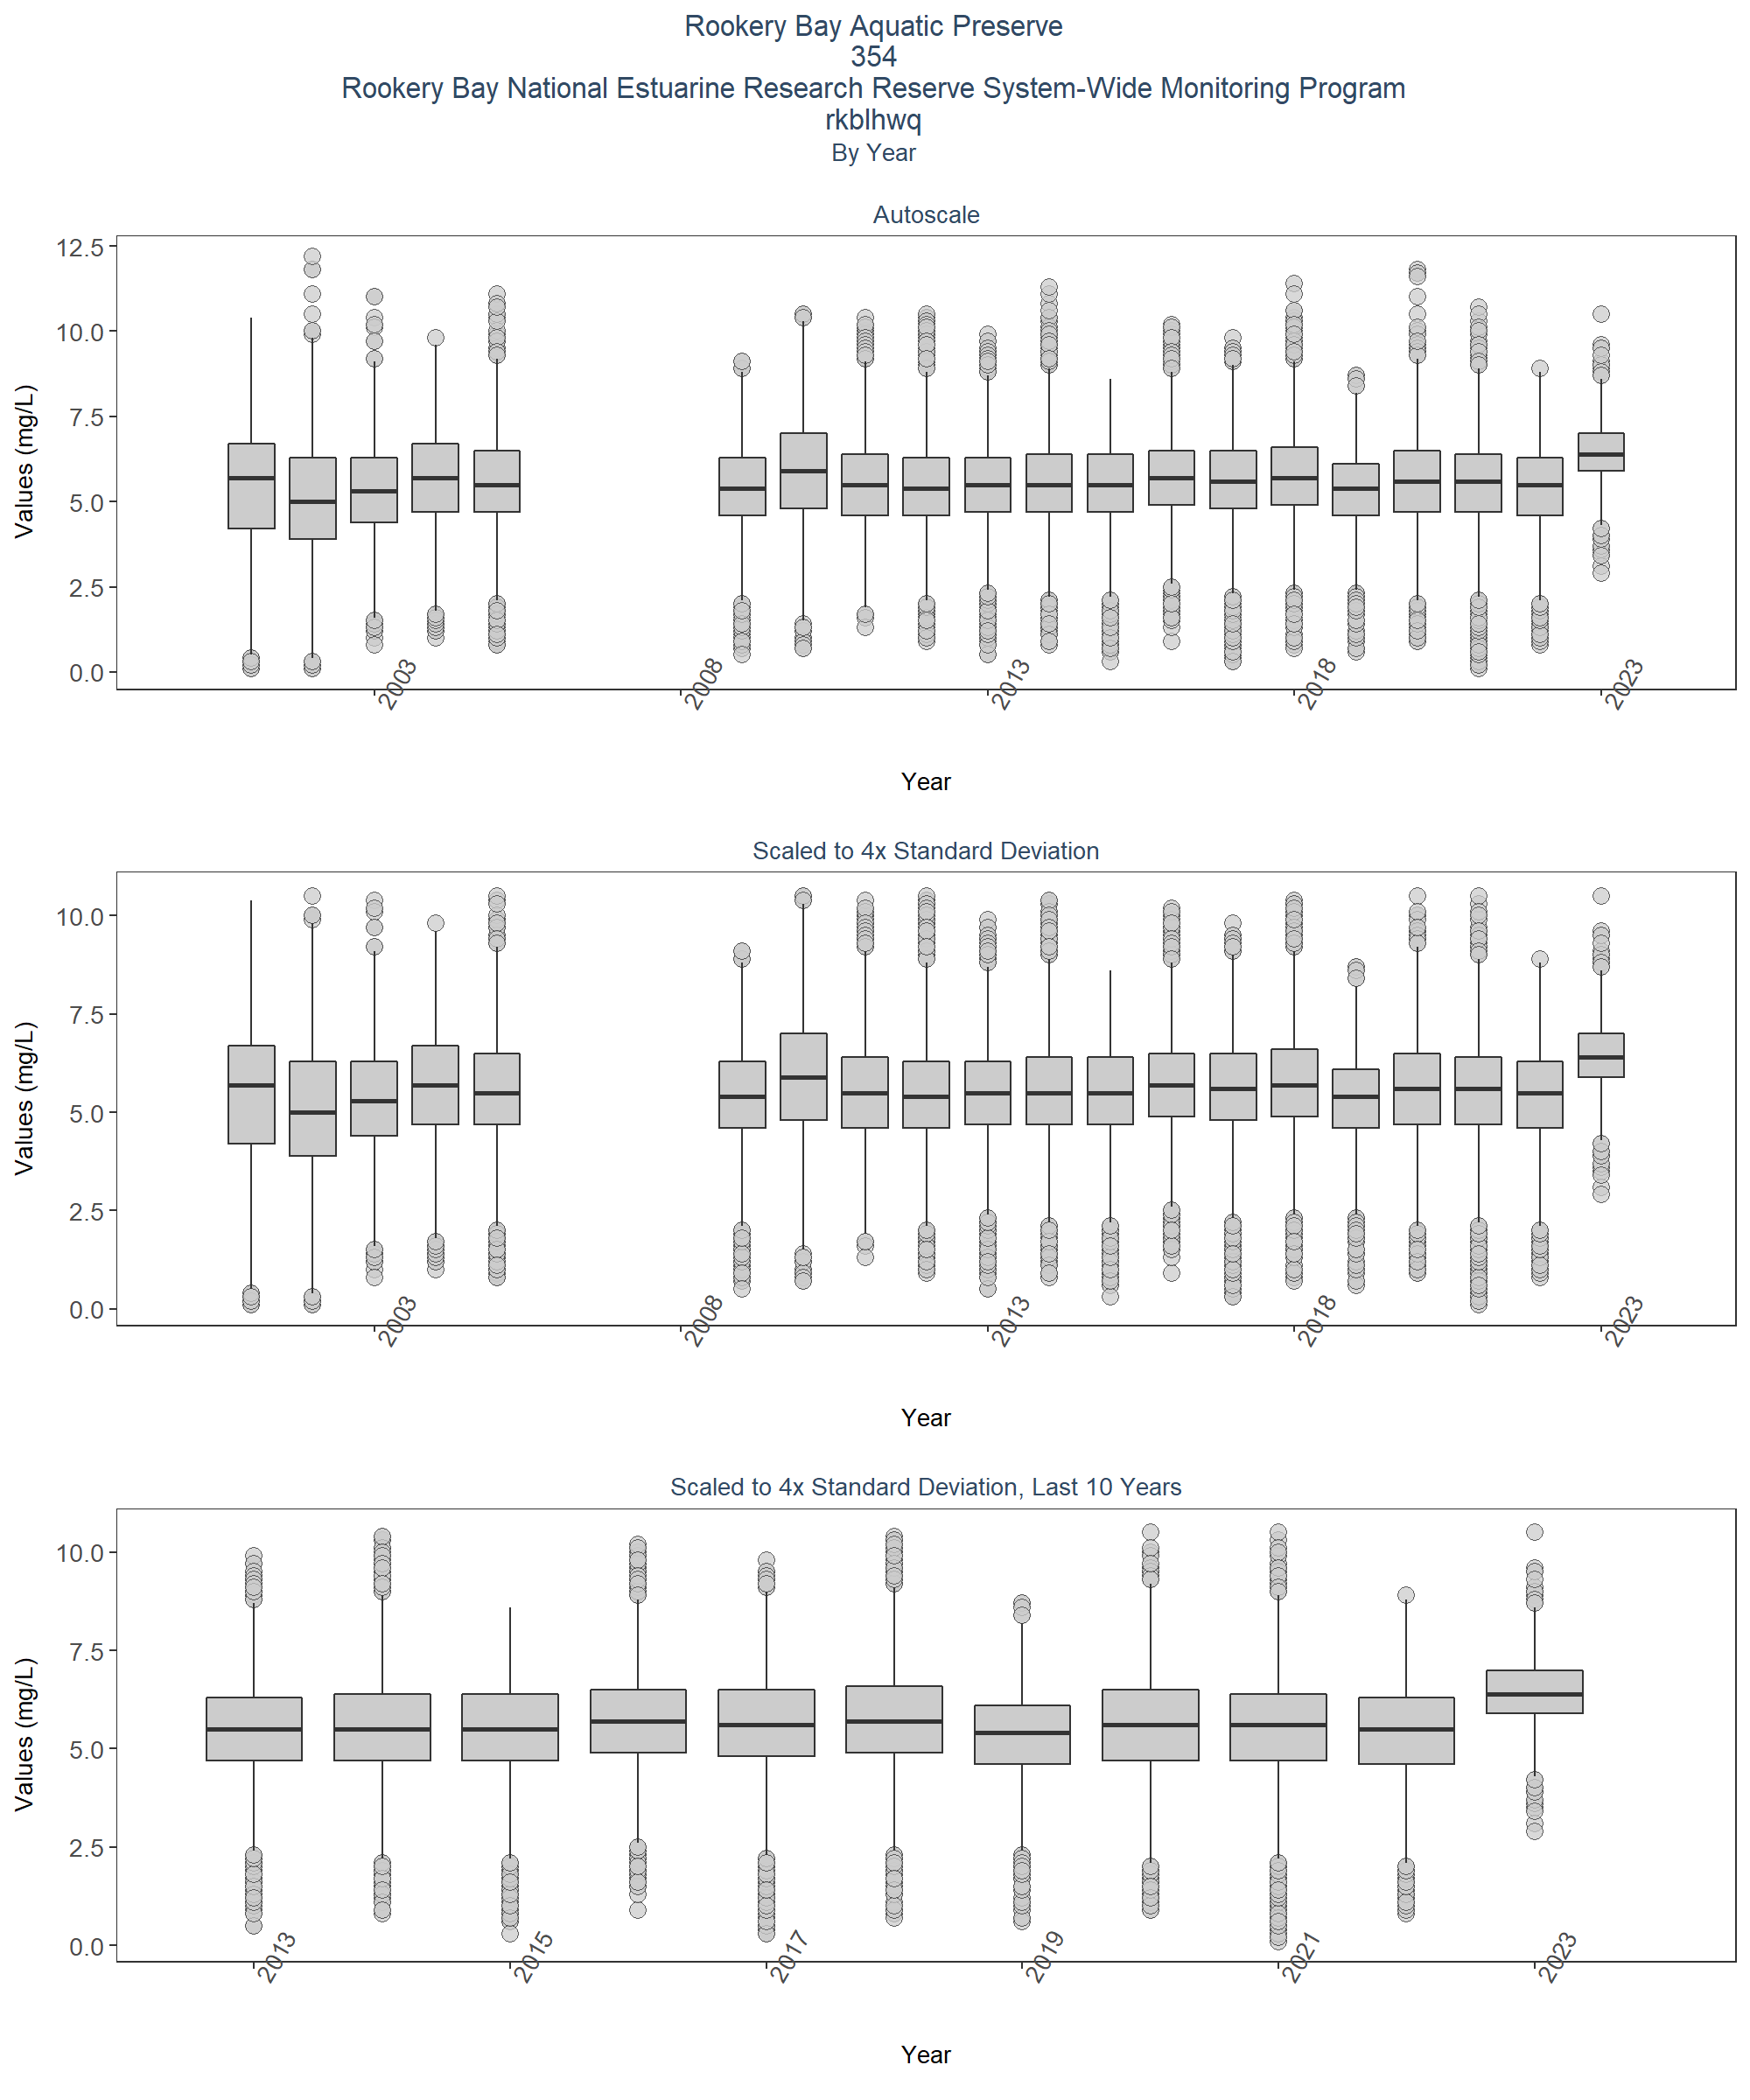 Rookery Bay Aquatic Preserve
354
Rookery Bay National Estuarine Research Reserve System-Wide Monitoring Program
rkblhwq
By Year
Autoscale
12.5
10.0
7.5
5.0
2.5
0.0
Values (mg/L)
2003
2008
2013
2018
2023
Year
Scaled to 4x Standard Deviation
10.0
7.5
5.0
2.5
0.0
Values (mg/L)
2003
2008
2013
2018
2023
Year
Scaled to 4x Standard Deviation, Last 10 Years
10.0
7.5
5.0
2.5
0.0
Values (mg/L)
2013
2015
2017
2019
2021
2023
Year